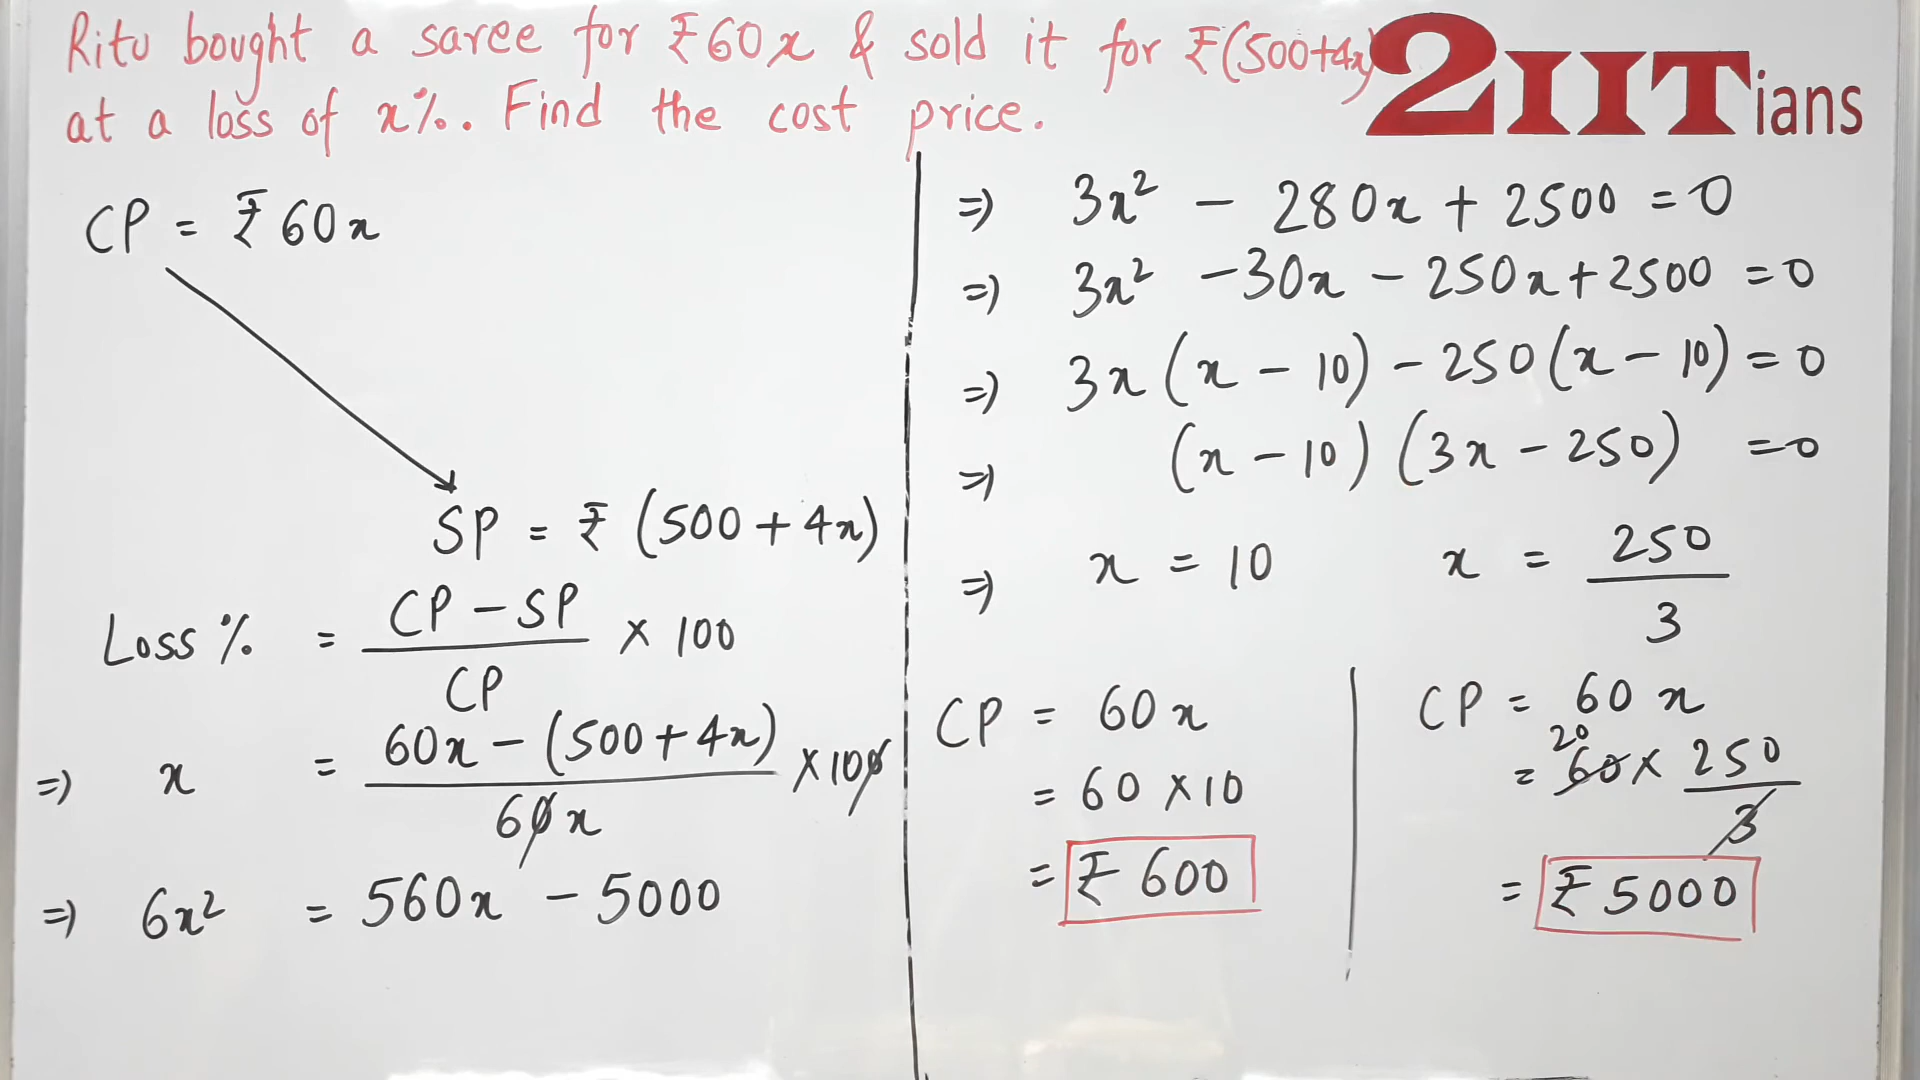 Ritu bought a saree for ₹60x & sold it for ₹(500+4x)
at a loss of x%. Find the cost price.
2IITians
CP = ₹60x
SP = ₹ (500 + 4x)
Loss % = (CP - SP)/CP × 100
⇒ x = (60x - (500 + 4x))/60x × 100
⇒ 6x² = 560x - 5000
⇒ 3x² - 280x + 2500 = 0
⇒ 3x² - 30x - 250x + 2500 = 0
⇒ 3x (x - 10) - 250 (x - 10) = 0
⇒ (x - 10) (3x - 250) = 0
⇒ x = 10 x = 250/3
CP = 60x
= 60 × 10
= ₹ 600
CP = 60x
20
= 60 × 250/3
= ₹ 5000